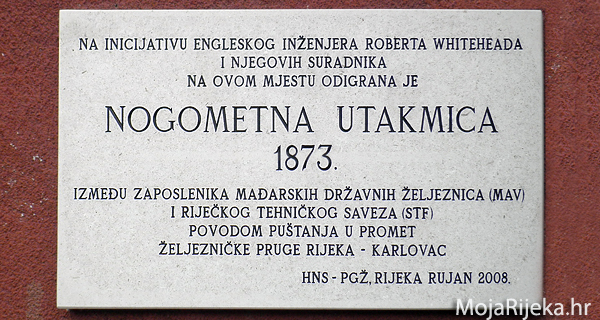 NA INICIJATIVU ENGLESKOG INŽENJERA ROBERTA WHITEHEADA
I NJEGOVIH SURADNIKA
NA OVOM MJESTU ODIGRANA JE
NOGOMETNA UTAKMICA
1873.
IZMEĐU ZAPOSLENIKA MAĐARSKIH DRŽAVNIH ŽELJEZNICA (MAV)
I RIJEČKOG TEHNIČKOG SAVEZA (STF)
POVODOM PUŠTANJA U PROMET
ŽELJEZNIČKE PRUGE RIJEKA - KARLOVAC
HNS - PGŽ, RIJEKA RUJAN 2008.
MojaRijeka.hr